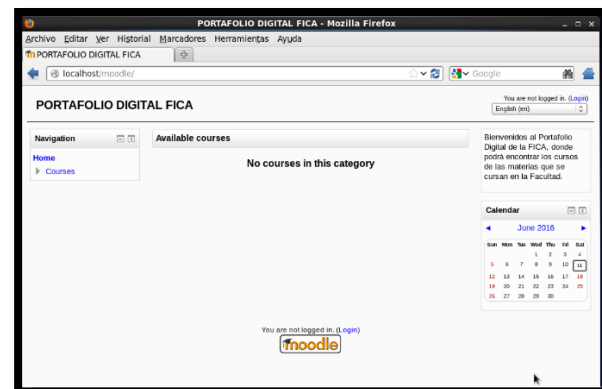 PORTAFOLIO DIGITAL FICA - Mozilla Firefox
Archivo Editar Ver Historial Marcadores Herramientas Ayuda
PORTAFOLIO DIGITAL FICA
localhost/moodle/
Google
PORTAFOLIO DIGITAL FICA
You are not logged in. (Login)
English (en)
Navigation
Home
Courses
Available courses
No courses in this category
Bienvenidos al Portafolio
Digital de la FICA, donde
podrá encontrar los cursos
de las materias que se
cursan en la Facultad.
Calendar
June 2016
Sun Mon Tue Wed Thu Fri Sat
1 2 3 4
5 6 7 8 9 10 11
12 13 14 15 16 17 18
19 20 21 22 23 24 25
26 27 28 29 30
You are not logged in. (Login)
moodle